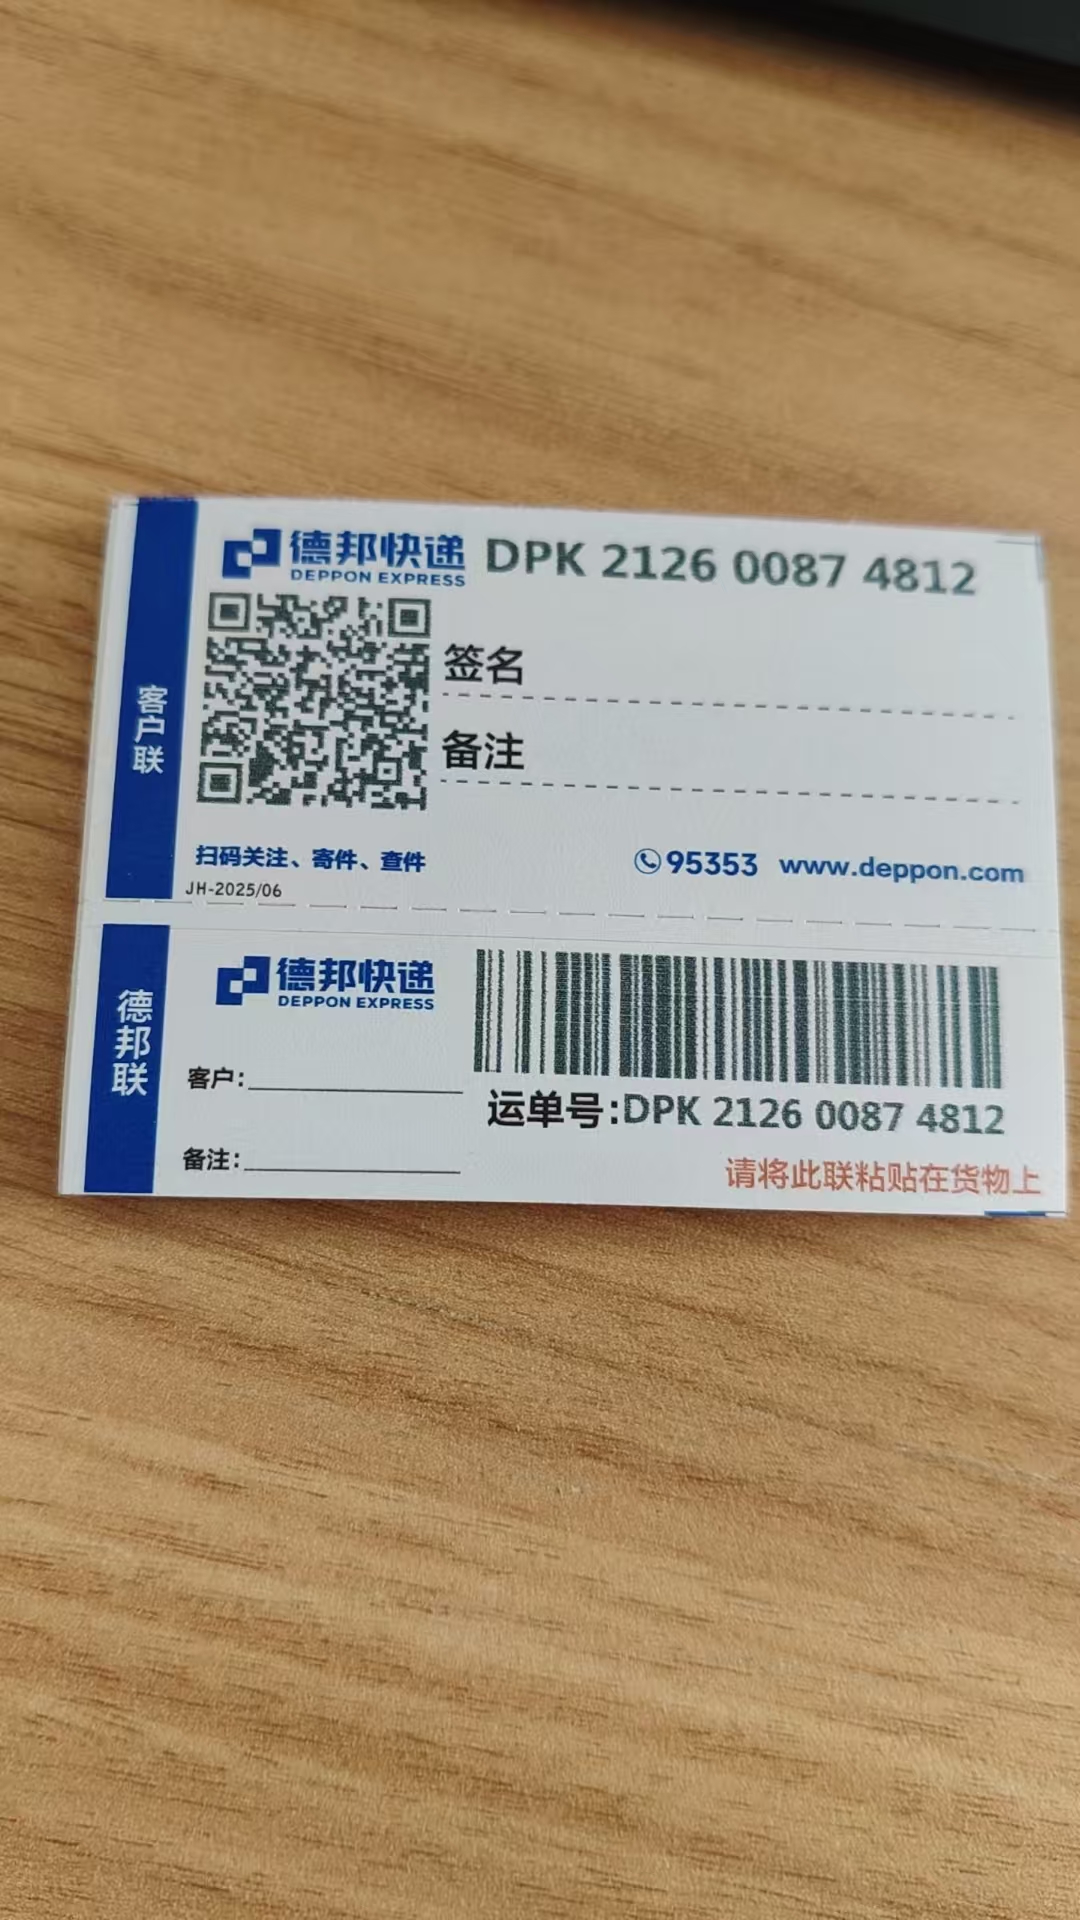 德邦快递 DPK 2126 0087 4812
DEPPON EXPRESS
签名
备注
客户联
扫码关注、寄件、查件
95353 www.deppon.com
JH-2025/06
德邦联
德邦快递
DEPPON EXPRESS
客户:
备注:
运单号:DPK 2126 0087 4812
请将此联粘贴在货物上